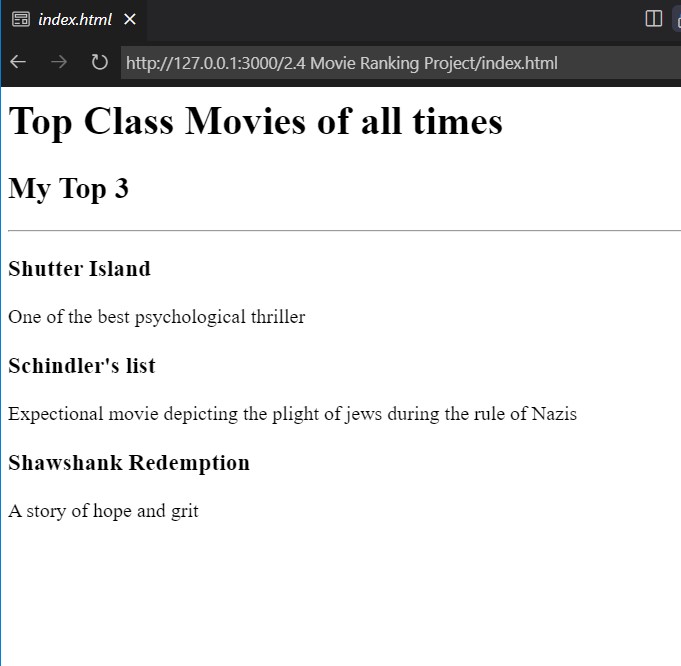 index.html
http://127.0.0.1:3000/2.4 Movie Ranking Project/index.html
Top Class Movies of all times
My Top 3
Shutter Island
One of the best psychological thriller
Schindler's list
Expectional movie depicting the plight of jews during the rule of Nazis
Shawshank Redemption
A story of hope and grit